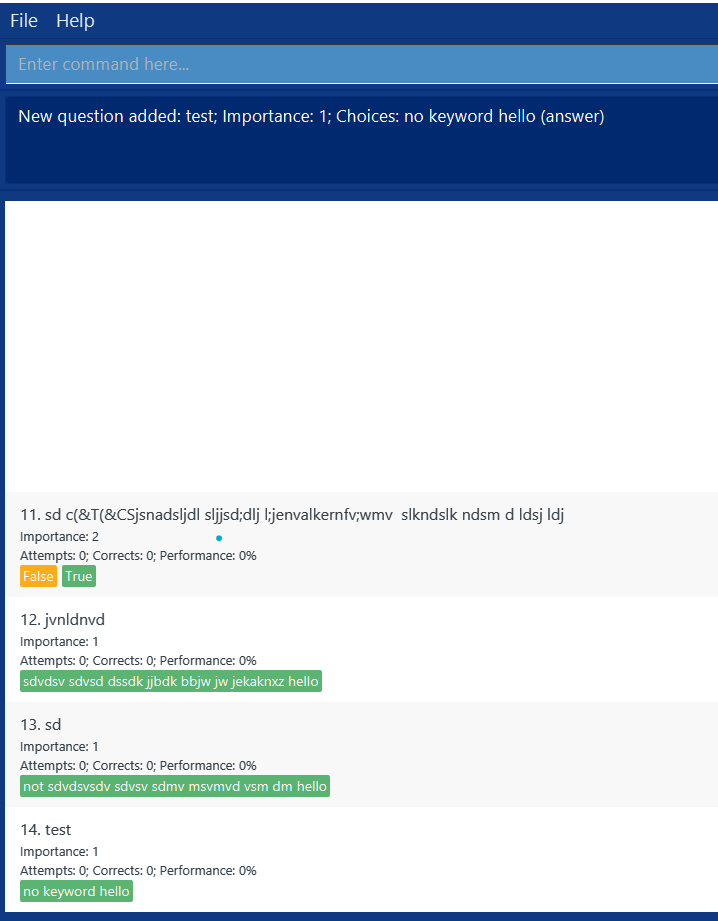 File Help
Enter command here...
New question added: test; Importance: 1; Choices: no keyword hello (answer)
11. sd c(&T(&CSjsnadsljdl sljjsd;dlj l;jenvalkernfv;wmv  slkndslk ndsm d ldsj ldj
Importance: 2
Attempts: 0; Corrects: 0; Performance: 0%
False True
12. jvnldnvd
Importance: 1
Attempts: 0; Corrects: 0; Performance: 0%
sdvdsv sdvsd dssdk jjbdk bbjw jw jekaknxz hello
13. sd
Importance: 1
Attempts: 0; Corrects: 0; Performance: 0%
not sdvdsvsdv sdvsv sdmv msvmvd vsm dm hello
14. test
Importance: 1
Attempts: 0; Corrects: 0; Performance: 0%
no keyword hello